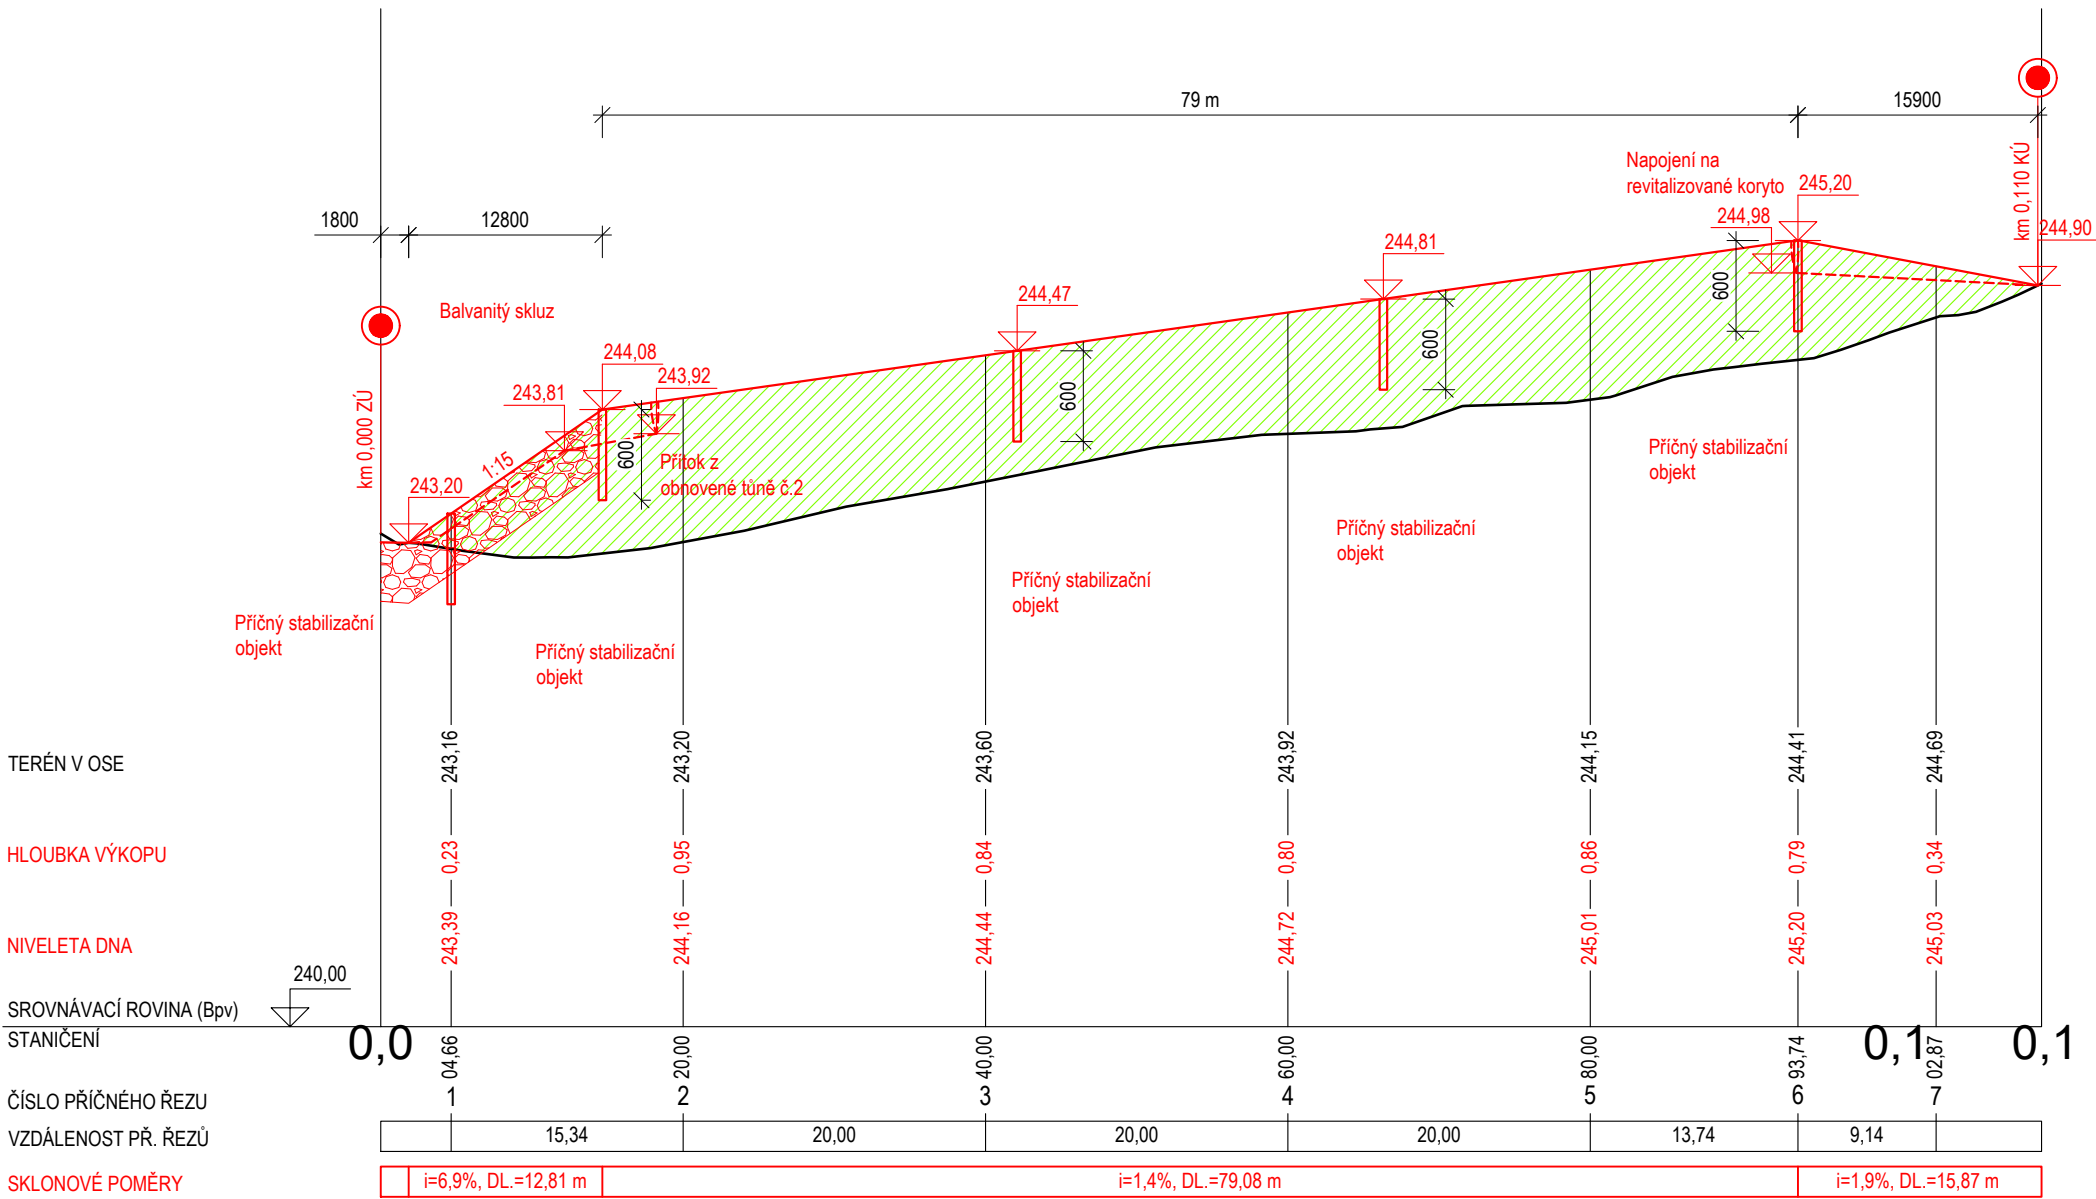 79 m
15900
Napojení na
revitalizované koryto
245,20
244,98
km 0,110 KÚ
244,90
1800
12800
244,81
600
Balvanitý skluz
244,47
244,08
243,92
243,81
600
600
km 0,000 ZÚ
1:15
600
243,20
Přítok z
obnovené tůně č.2
Příčný stabilizační
objekt
Příčný stabilizační
objekt
Příčný stabilizační
objekt
Příčný stabilizační
objekt
Příčný stabilizační
objekt
TERÉN V OSE
243,16
243,20
243,60
243,92
244,15
244,41
244,69
HLOUBKA VÝKOPU
0,23
0,95
0,84
0,80
0,86
0,79
0,34
NIVELETA DNA
243,39
244,16
244,44
244,72
245,01
245,20
245,03
240,00
SROVNÁVACÍ ROVINA (Bpv)
STANIČENÍ
0,0
04,66
20,00
40,00
60,00
80,00
93,74
0,1
02,87
0,1
ČÍSLO PŘÍČNÉHO ŘEZU
1
2
3
4
5
6
7
VZDÁLENOST PŘ. ŘEZŮ
15,34
20,00
20,00
20,00
13,74
9,14
SKLONOVÉ POMĚRY
i=6,9%, DL.=12,81 m
i=1,4%, DL.=79,08 m
i=1,9%, DL.=15,87 m